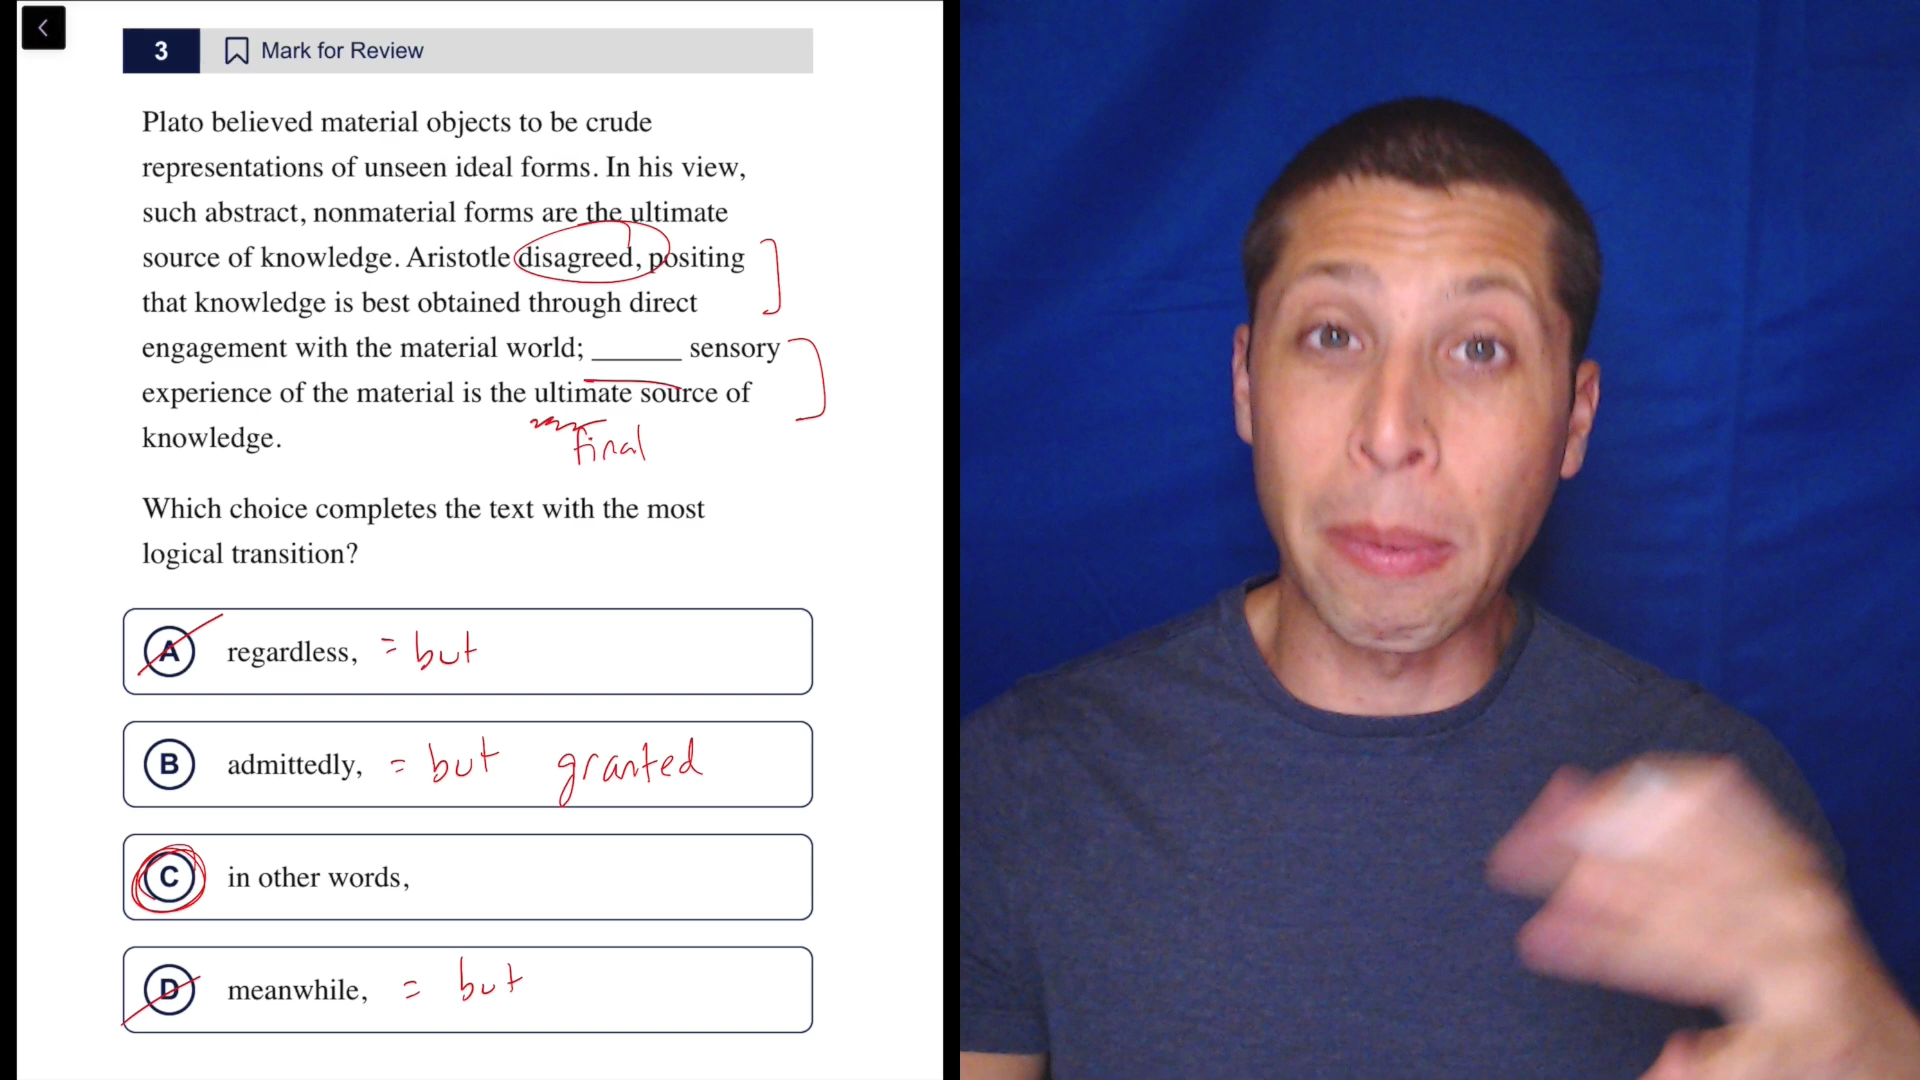 3 Mark for Review
Plato believed material objects to be crude
representations of unseen ideal forms. In his view,
such abstract, nonmaterial forms are the ultimate
source of knowledge. Aristotle disagreed, positing
that knowledge is best obtained through direct
engagement with the material world; ______ sensory
experience of the material is the ultimate source of
knowledge.
final
Which choice completes the text with the most
logical transition?
A regardless, = but
B admittedly, = but granted
C in other words,
D meanwhile, = but